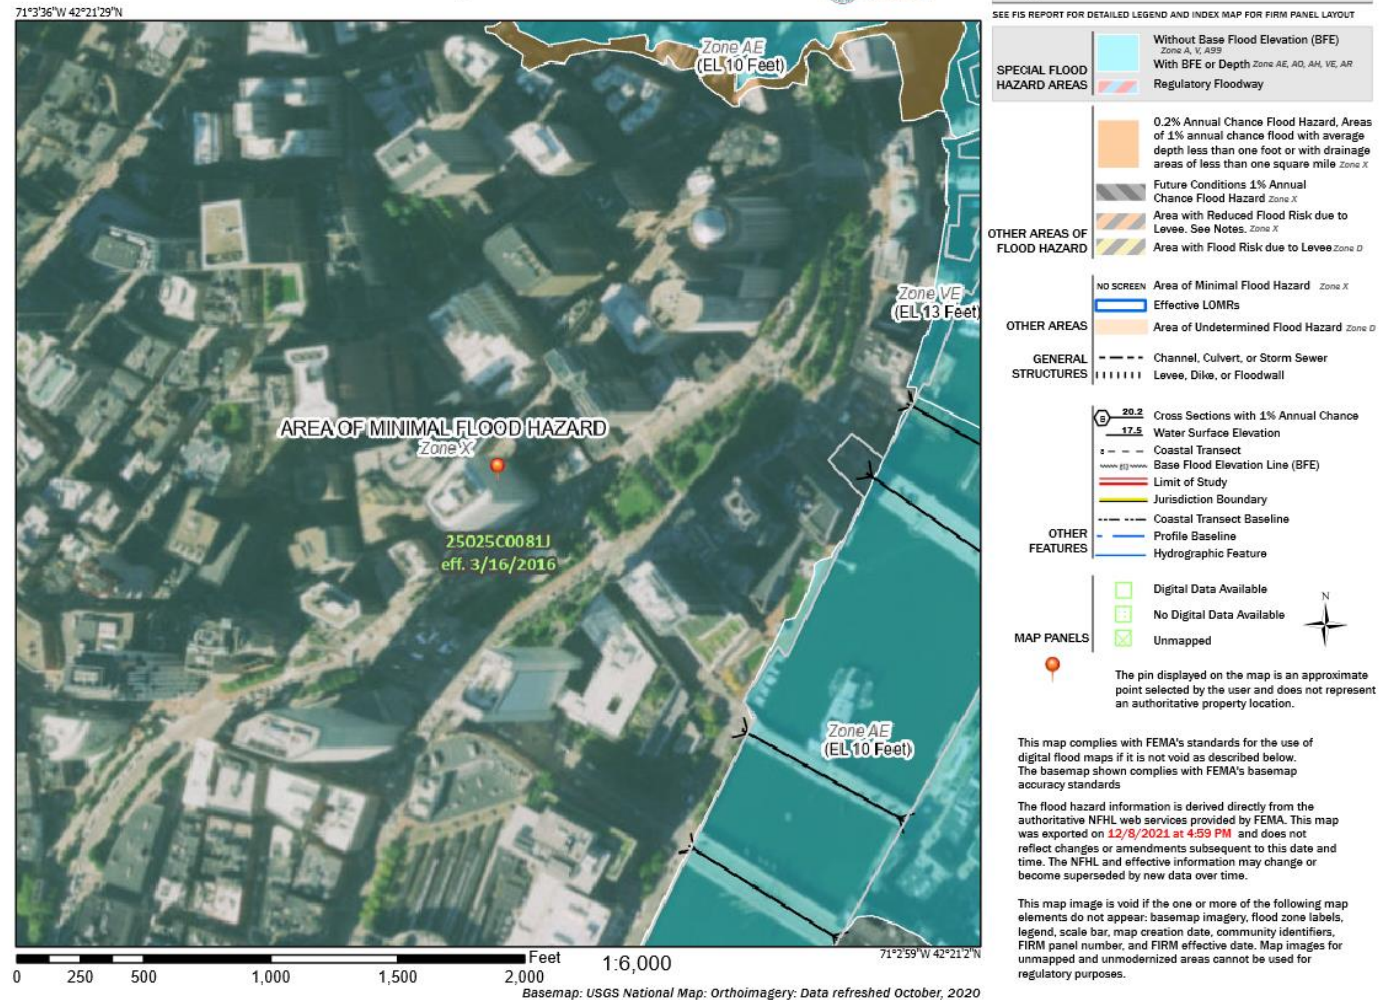 71°3'36"W 42°21'29"N
Zone AE
(EL 10 Feet)
Zone VE
(EL 13 Feet)
AREA OF MINIMAL FLOOD HAZARD
Zone X
25025C0081J
eff. 3/16/2016
Zone AE
(EL 10 Feet)
71°2'59"W 42°21'2"N
0 250 500 1,000 1,500 2,000 Feet 1:6,000
Basemap: USGS National Map: Orthoimagery: Data refreshed October, 2020
SEE FIS REPORT FOR DETAILED LEGEND AND INDEX MAP FOR FIRM PANEL LAYOUT
SPECIAL FLOOD
HAZARD AREAS
Without Base Flood Elevation (BFE)
Zone A, V, A99
With BFE or Depth Zone AE, AO, AH, VE, AR
Regulatory Floodway
OTHER AREAS OF
FLOOD HAZARD
0.2% Annual Chance Flood Hazard, Areas
of 1% annual chance flood with average
depth less than one foot or with drainage
areas of less than one square mile Zone X
Future Conditions 1% Annual
Chance Flood Hazard Zone X
Area with Reduced Flood Risk due to
Levee. See Notes. Zone X
Area with Flood Risk due to Levee Zone D
OTHER AREAS
NO SCREEN Area of Minimal Flood Hazard Zone X
Effective LOMRs
Area of Undetermined Flood Hazard Zone D
GENERAL
STRUCTURES
Channel, Culvert, or Storm Sewer
Levee, Dike, or Floodwall
OTHER
FEATURES
B 20.2 Cross Sections with 1% Annual Chance
17.5 Water Surface Elevation
8 Coastal Transect
513 Base Flood Elevation Line (BFE)
Limit of Study
Jurisdiction Boundary
Coastal Transect Baseline
Profile Baseline
Hydrographic Feature
MAP PANELS
Digital Data Available
No Digital Data Available
Unmapped
N
The pin displayed on the map is an approximate
point selected by the user and does not represent
an authoritative property location.
This map complies with FEMA's standards for the use of
digital flood maps if it is not void as described below.
The basemap shown complies with FEMA's basemap
accuracy standards
The flood hazard information is derived directly from the
authoritative NFHL web services provided by FEMA. This map
was exported on 12/8/2021 at 4:59 PM and does not
reflect changes or amendments subsequent to this date and
time. The NFHL and effective information may change or
become superseded by new data over time.
This map image is void if the one or more of the following map
elements do not appear: basemap imagery, flood zone labels,
legend, scale bar, map creation date, community identifiers,
FIRM panel number, and FIRM effective date. Map images for
unmapped and unmodernized areas cannot be used for
regulatory purposes.